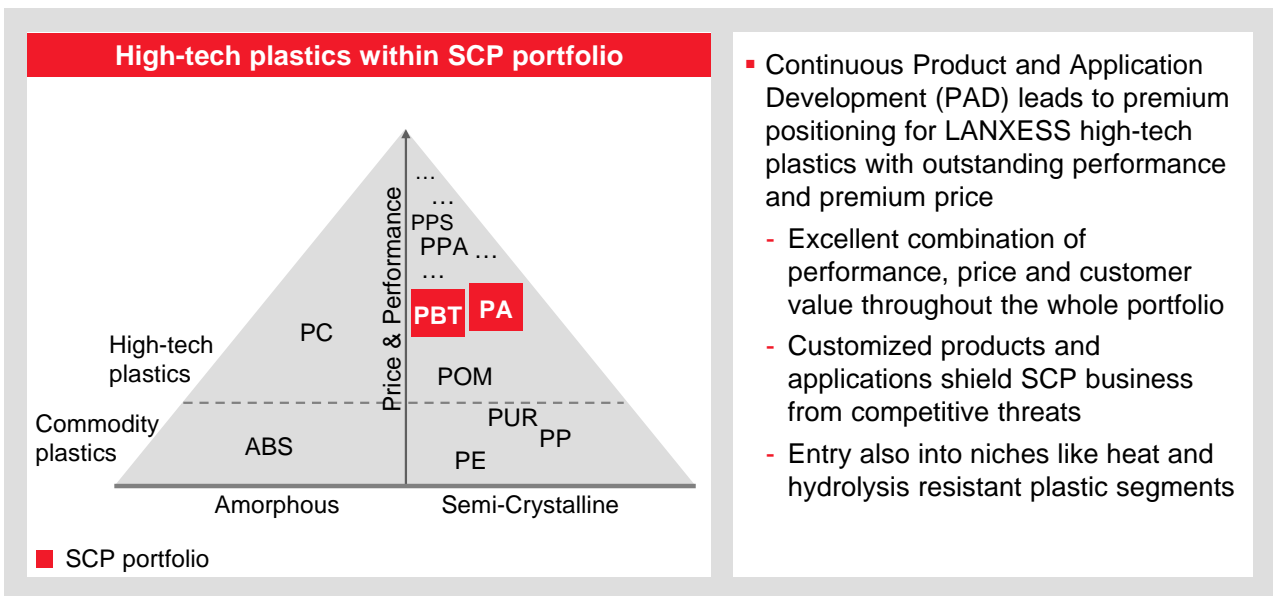 High-tech plastics within SCP portfolio
…
…
PPS
PPA …
…
PBT PA
PC
POM
Price & Performance
High-tech
plastics
Commodity
plastics
ABS
PUR
PP
PE
Amorphous
Semi-Crystalline
SCP portfolio
▪ Continuous Product and Application
Development (PAD) leads to premium
positioning for LANXESS high-tech
plastics with outstanding performance
and premium price
- Excellent combination of
performance, price and customer
value throughout the whole portfolio
- Customized products and
applications shield SCP business
from competitive threats
- Entry also into niches like heat and
hydrolysis resistant plastic segments